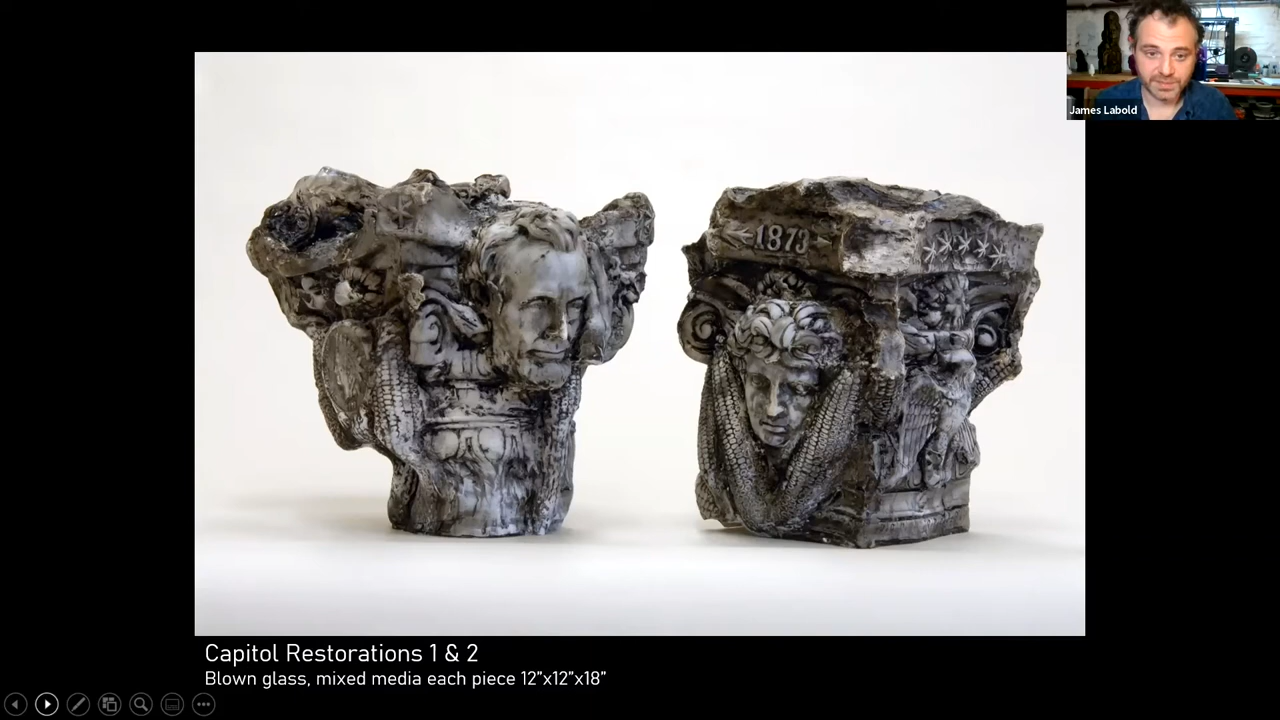 James Labold
1873
Capitol Restorations 1 & 2
Blown glass, mixed media each piece 12”x12”x18”